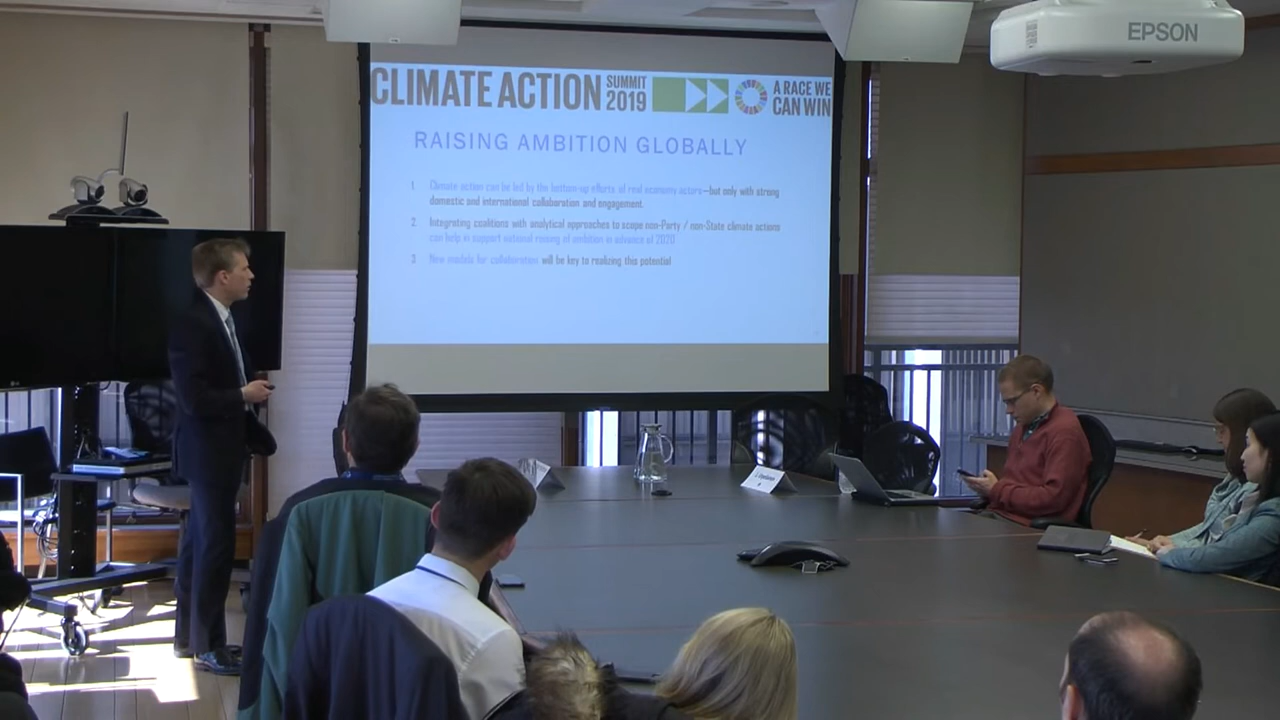 EPSON
CLIMATE ACTION SUMMIT 2019 A RACE WE CAN WIN
RAISING AMBITION GLOBALLY
1. Climate action can be led by the bottom-up efforts of real economy actors—but only with strong
domestic and international collaboration and engagement.
2. Integrating coalitions with analytical approaches to scope non-Party / non-State climate actions
can help in support national raising of ambition in advance of 2020
3. New models for collaboration will be key to realizing this potential
LG